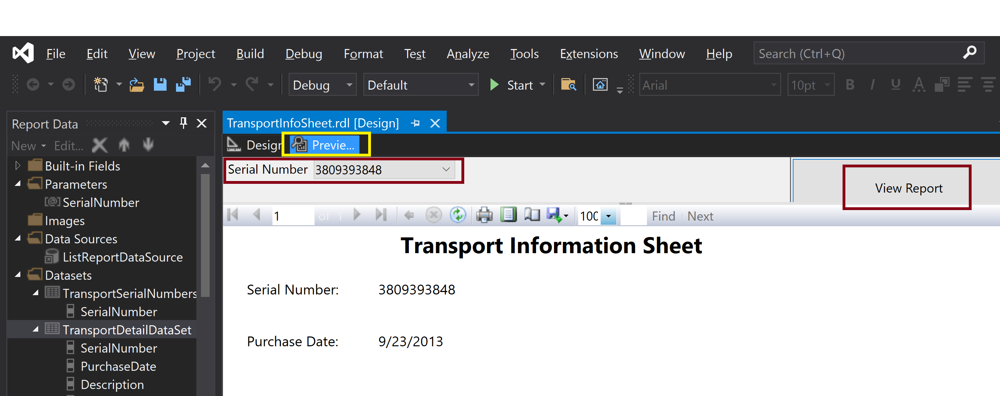 File Edit View Project Build Debug Format Test Analyze Tools Extensions Window Help Search (Ctrl+Q)
Debug Default Start Arial 10pt B I U A
Report Data
TransportInfoSheet.rdl [Design]
New Edit...
Design Previe...
Built-in Fields
Serial Number 3809393848
Parameters
View Report
SerialNumber
1 of 1 100 Find Next
Images
Data Sources
Transport Information Sheet
ListReportDataSource
Datasets
TransportSerialNumbers
Serial Number: 3809393848
SerialNumber
TransportDetailDataSet
Purchase Date: 9/23/2013
SerialNumber
PurchaseDate
Description